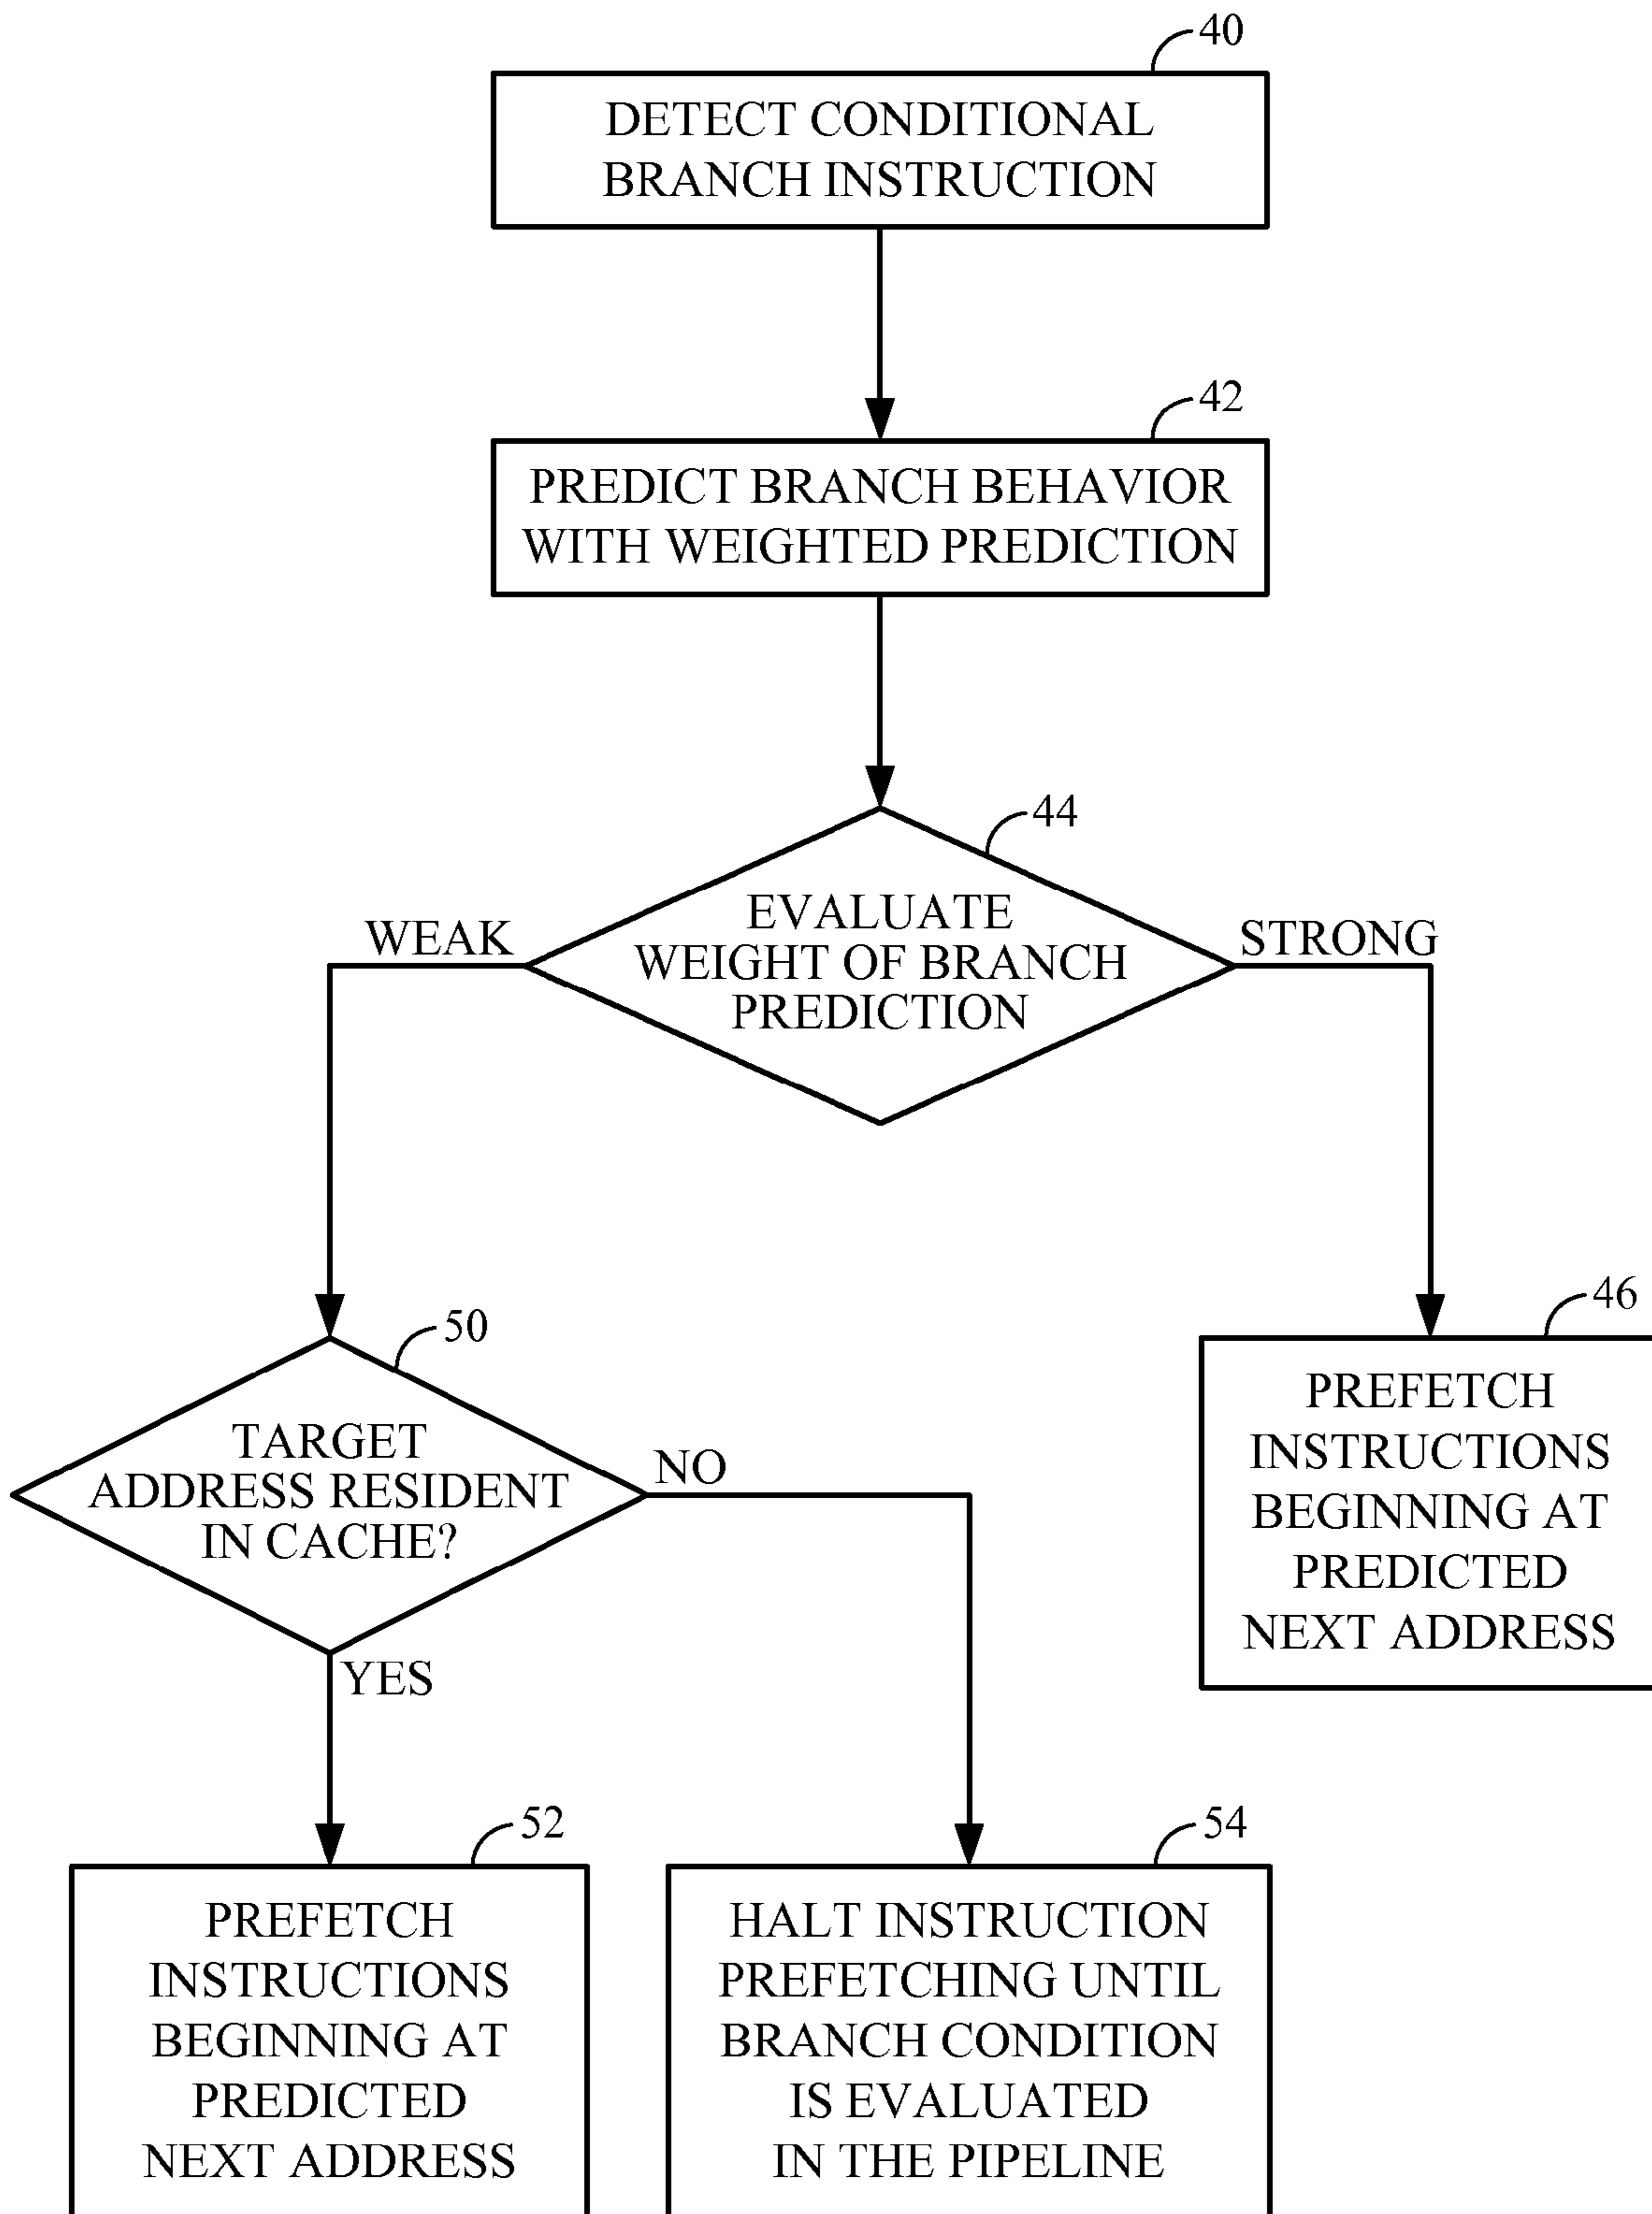 40
DETECT CONDITIONAL
BRANCH INSTRUCTION
42
PREDICT BRANCH BEHAVIOR
WITH WEIGHTED PREDICTION
44
EVALUATE
WEIGHT OF BRANCH
PREDICTION
WEAK
STRONG
50
TARGET
ADDRESS RESIDENT
IN CACHE?
NO
YES
46
PREFETCH
INSTRUCTIONS
BEGINNING AT
PREDICTED
NEXT ADDRESS
52
PREFETCH
INSTRUCTIONS
BEGINNING AT
PREDICTED
NEXT ADDRESS
54
HALT INSTRUCTION
PREFETCHING UNTIL
BRANCH CONDITION
IS EVALUATED
IN THE PIPELINE